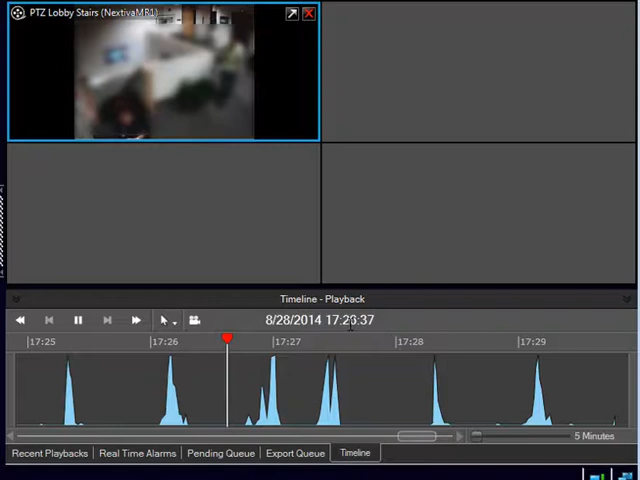 PTZ Lobby Stairs (NextivaMR1)
Timeline - Playback
8/28/2014 17:26:37
17:25 17:26 17:27 17:28 17:29
5 Minutes
Recent Playbacks Real Time Alarms Pending Queue Export Queue Timeline